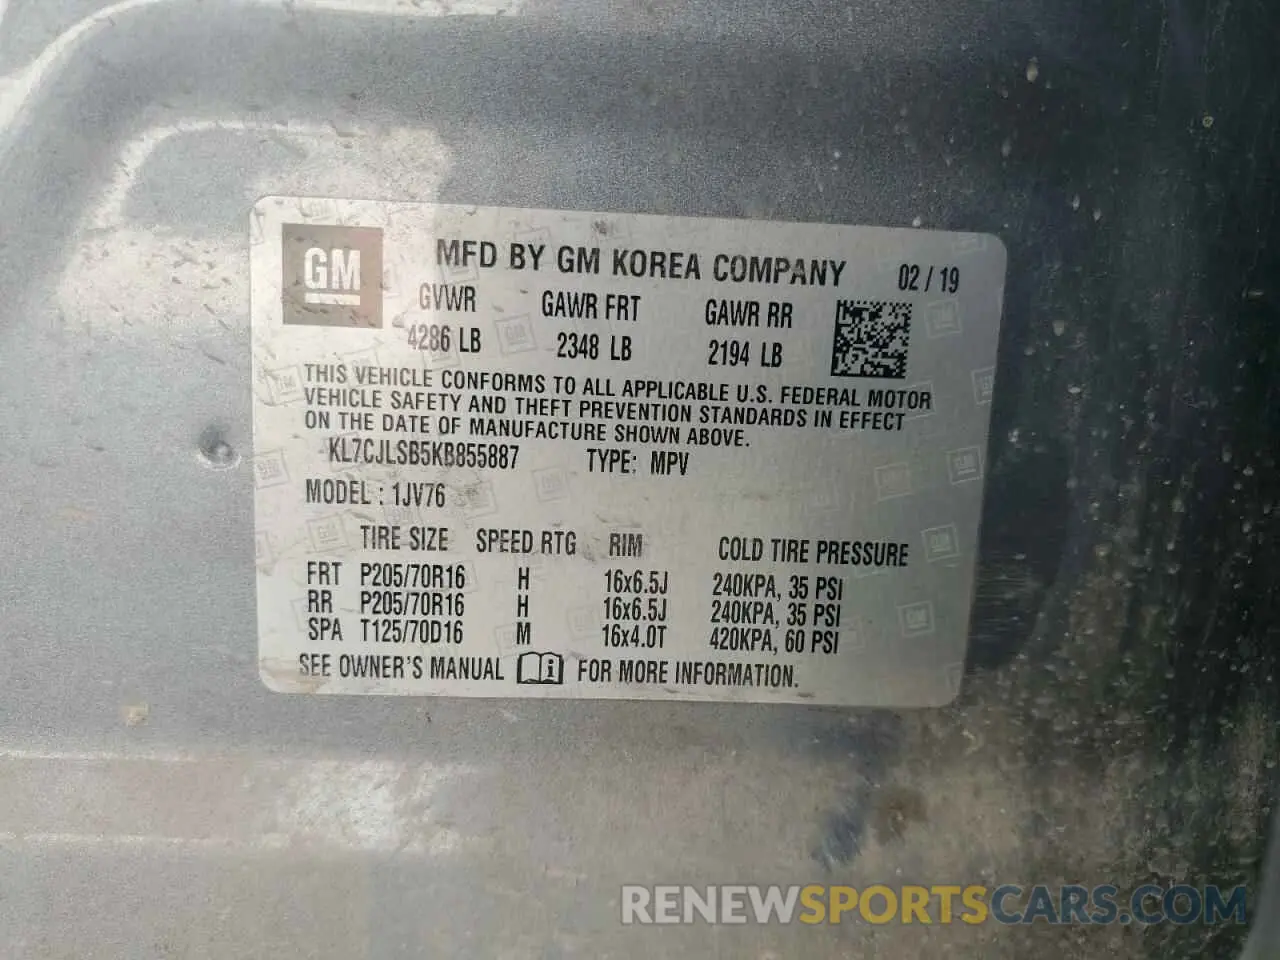 GM
MFD BY GM KOREA COMPANY 02 / 19
GVWR GAWR FRT GAWR RR
4286 LB 2348 LB 2194 LB
THIS VEHICLE CONFORMS TO ALL APPLICABLE U.S. FEDERAL MOTOR
VEHICLE SAFETY AND THEFT PREVENTION STANDARDS IN EFFECT
ON THE DATE OF MANUFACTURE SHOWN ABOVE.
KL7CJLSB5KB855887 TYPE: MPV
MODEL : 1JV76
TIRE SIZE SPEED RTG RIM COLD TIRE PRESSURE
FRT P205/70R16 H 16x6.5J 240KPA, 35 PSI
RR P205/70R16 H 16x6.5J 240KPA, 35 PSI
SPA T125/70D16 M 16x4.0T 420KPA, 60 PSI
SEE OWNER'S MANUAL i FOR MORE INFORMATION.
RENEWSPORTSCARS.COM